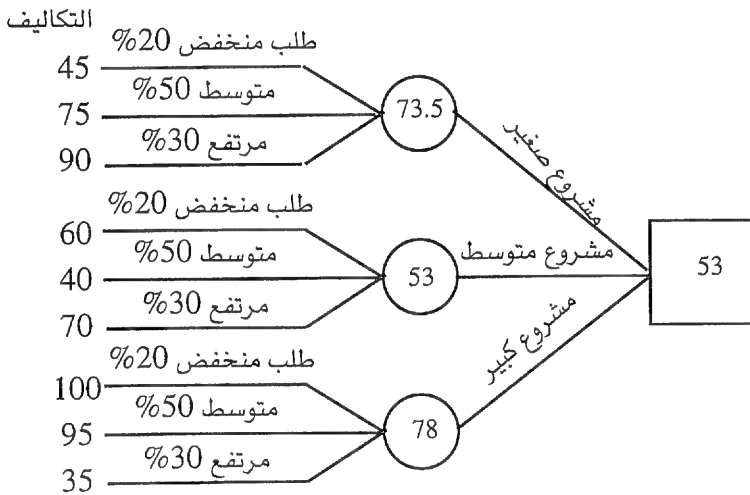 التكاليف
طلب منخفض 20%
45
متوسط 50%
75
73.5
مرتفع 30%
90
مشروع صغير
طلب منخفض 20%
60
متوسط 50%
مشروع متوسط
40
53
53
مرتفع 30%
70
مشروع كبير
طلب منخفض 20%
100
متوسط 50%
95
78
مرتفع 30%
35